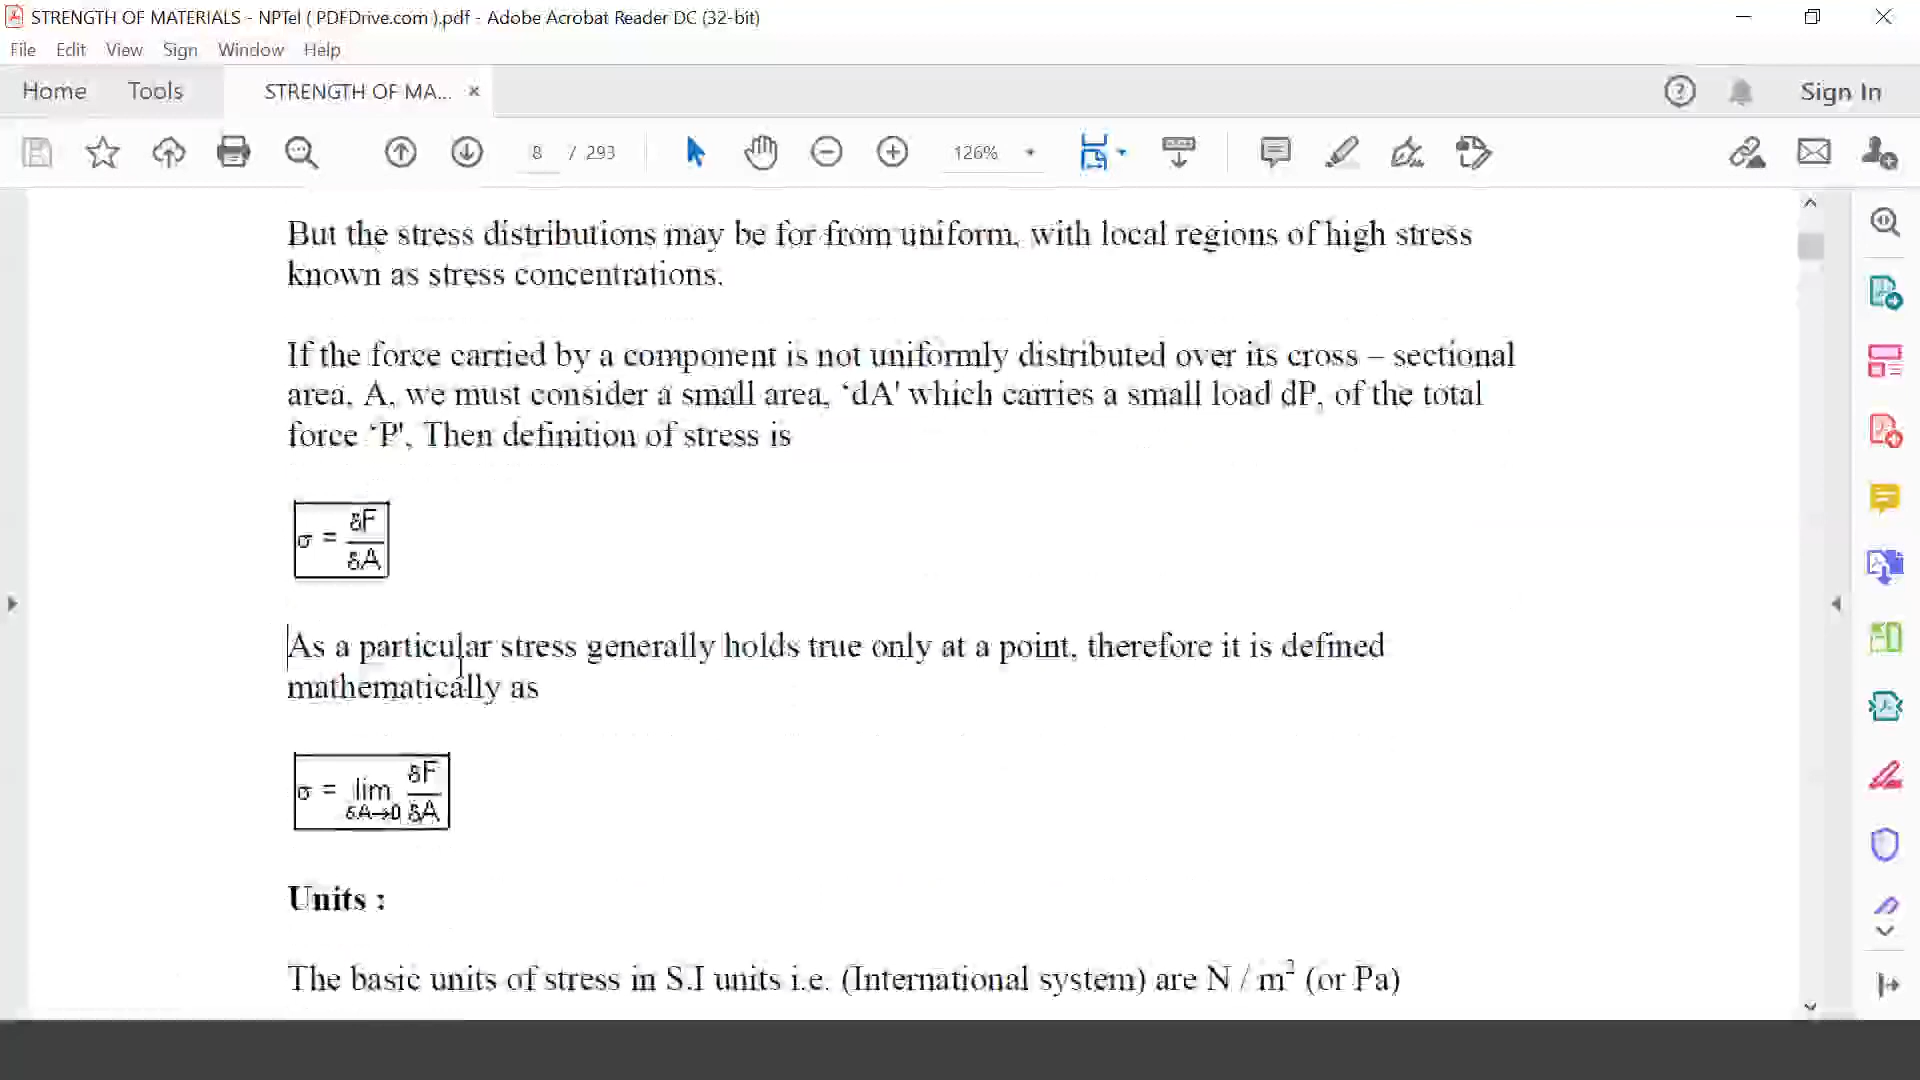 STRENGTH OF MATERIALS - NPTel ( PDFDrive.com ).pdf - Adobe Acrobat Reader DC (32-bit)
File Edit View Sign Window Help
Home Tools STRENGTH OF MA... × Sign In
8 / 293 126%
But the stress distributions may be for from uniform, with local regions of high stress
known as stress concentrations.
If the force carried by a component is not uniformly distributed over its cross – sectional
area, A, we must consider a small area, ‘dA' which carries a small load dP, of the total
force ‘P', Then definition of stress is
σ = δF/δA
As a particular stress generally holds true only at a point, therefore it is defined
mathematically as
σ = lim δA→0 δF/δA
Units :
The basic units of stress in S.I units i.e. (International system) are N / m² (or Pa)